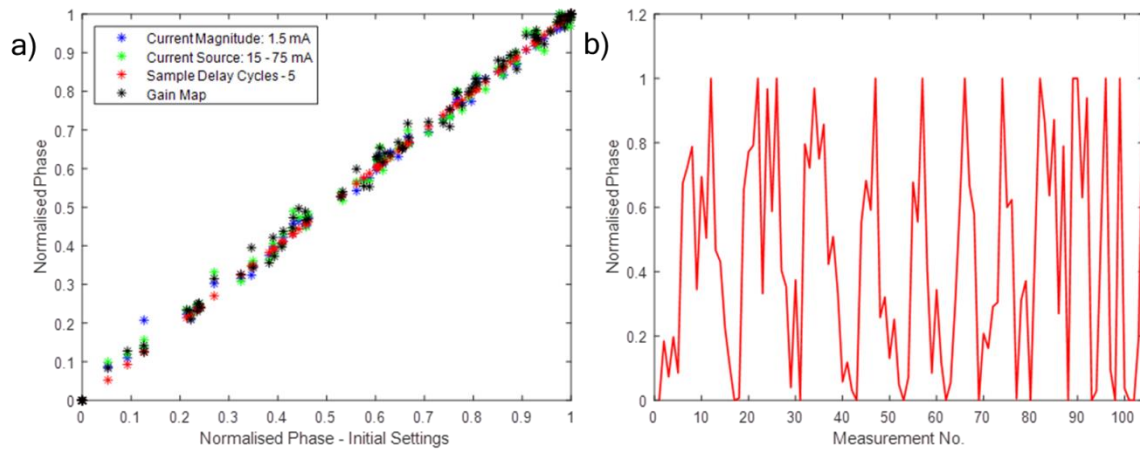 a)
Normalised Phase
1
0.9
0.8
0.7
0.6
0.5
0.4
0.3
0.2
0.1
0
Current Magnitude: 1.5 mA
Current Source: 15 - 75 mA
Sample Delay Cycles - 5
Gain Map
0 0.1 0.2 0.3 0.4 0.5 0.6 0.7 0.8 0.9 1
Normalised Phase - Initial Settings
b)
Normalised Phase
1.2
1
0.8
0.6
0.4
0.2
0
0 10 20 30 40 50 60 70 80 90 100
Measurement No.